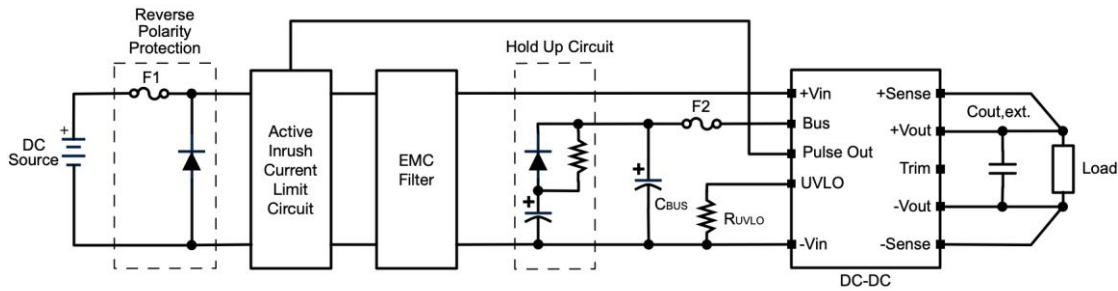 Reverse
Polarity
Protection
Hold Up Circuit
F1
F2
+
DC
Source
Active
Inrush
Current
Limit
Circuit
EMC
Filter
+
+
CBUS
RUVLO
+Vin
Bus
Pulse Out
UVLO
-Vin
+Sense
+Vout
Trim
-Vout
-Sense
DC-DC
Cout,ext.
Load